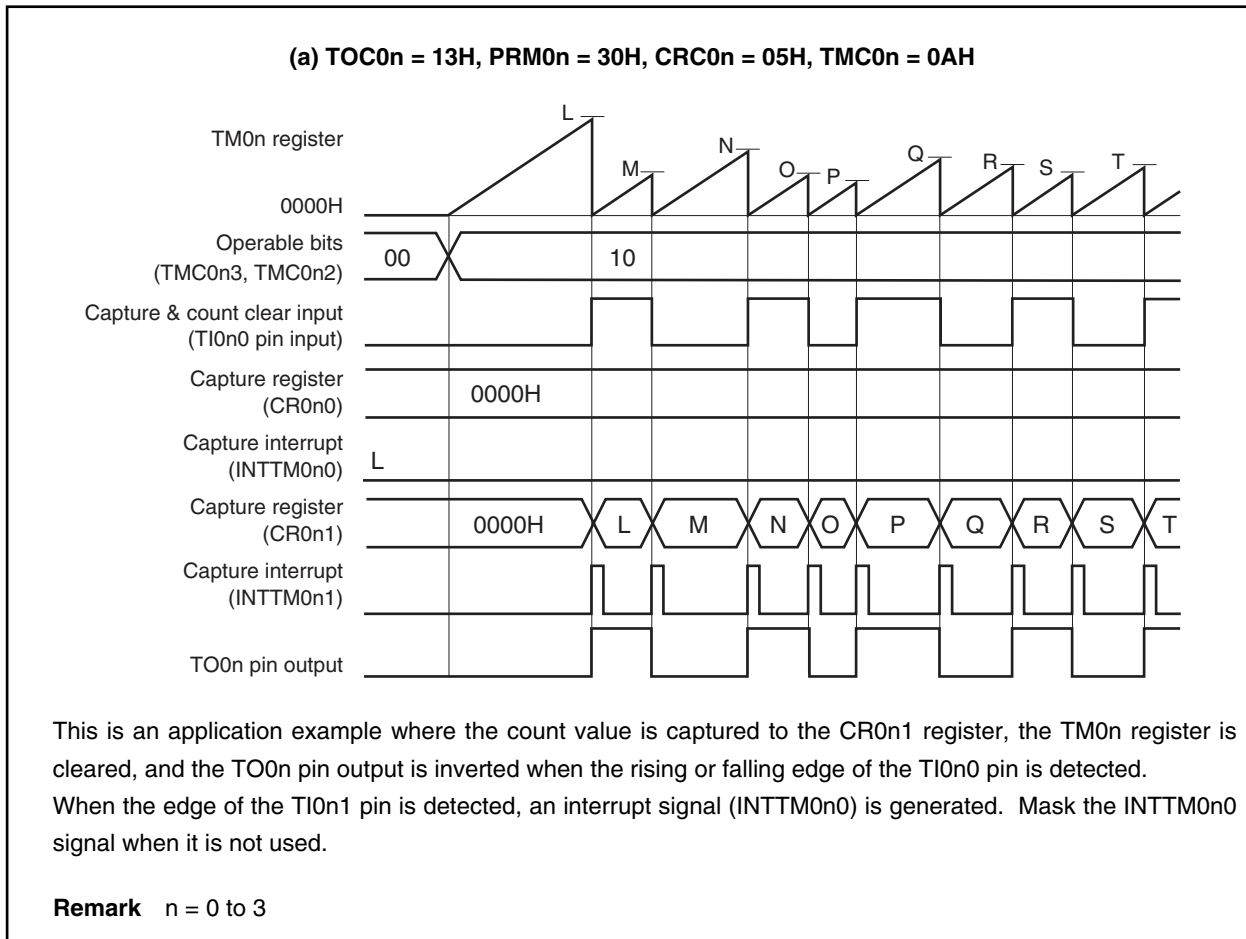 (a) TOC0n = 13H, PRM0n = 30H, CRC0n = 05H, TMC0n = 0AH
TM0n register
0000H
L
M
N
O
P
Q
R
S
T
Operable bits
(TMC0n3, TMC0n2)
00
10
Capture & count clear input
(TI0n0 pin input)
Capture register
(CR0n0)
0000H
Capture interrupt
(INTTM0n0)
L
Capture register
(CR0n1)
0000H
L
M
N
O
P
Q
R
S
T
Capture interrupt
(INTTM0n1)
TO0n pin output
This is an application example where the count value is captured to the CR0n1 register, the TM0n register is
cleared, and the TO0n pin output is inverted when the rising or falling edge of the TI0n0 pin is detected.
When the edge of the TI0n1 pin is detected, an interrupt signal (INTTM0n0) is generated. Mask the INTTM0n0
signal when it is not used.
Remark n = 0 to 3